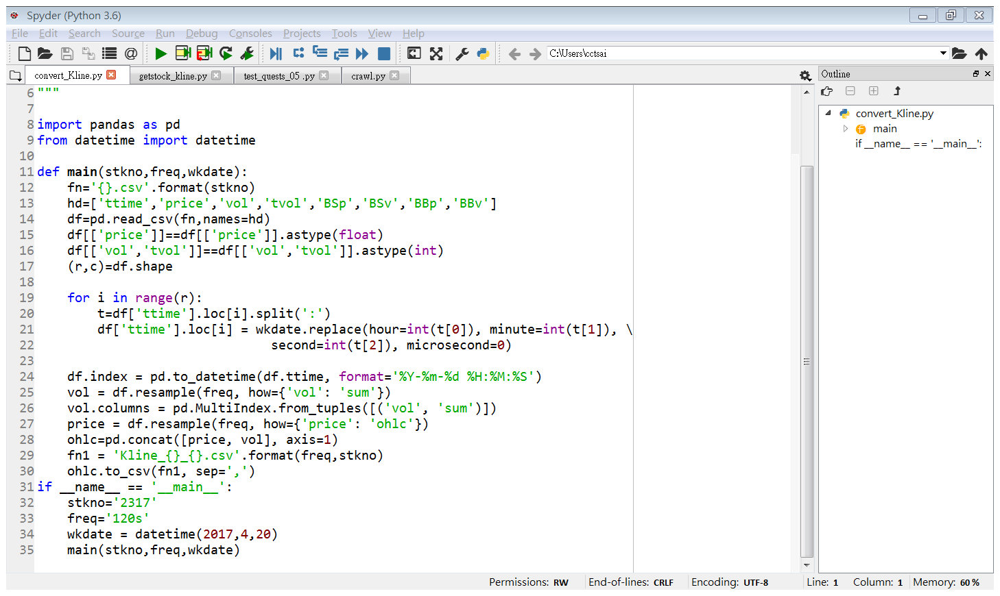 Spyder (Python 3.6)
File Edit Search Source Run Debug Consoles Projects Tools View Help
C:\Users\cctsai
convert_Kline.py getstock_kline.py test_quests_05 .py crawl.py
6 """
7
8 import pandas as pd
9 from datetime import datetime
10
11 def main(stkno,freq,wkdate):
12     fn='{}.csv'.format(stkno)
13     hd=['ttime','price','vol','tvol','BSp','BSv','BBp','BBv']
14     df=pd.read_csv(fn,names=hd)
15     df[['price']]==df[['price']].astype(float)
16     df[['vol','tvol']]==df[['vol','tvol']].astype(int)
17     (r,c)=df.shape
18
19     for i in range(r):
20         t=df['ttime'].loc[i].split(':')
21         df['ttime'].loc[i] = wkdate.replace(hour=int(t[0]), minute=int(t[1]), \
22                                second=int(t[2]), microsecond=0)
23
24     df.index = pd.to_datetime(df.ttime, format='%Y-%m-%d %H:%M:%S')
25     vol = df.resample(freq, how={'vol': 'sum'})
26     vol.columns = pd.MultiIndex.from_tuples([('vol', 'sum')])
27     price = df.resample(freq, how={'price': 'ohlc'})
28     ohlc=pd.concat([price, vol], axis=1)
29     fn1 = 'Kline_{}_{}.csv'.format(freq,stkno)
30     ohlc.to_csv(fn1, sep=',')
31 if __name__ == '__main__':
32     stkno='2317'
33     freq='120s'
34     wkdate = datetime(2017,4,20)
35     main(stkno,freq,wkdate)
Outline
convert_Kline.py
main
if __name__ == '__main__':
Permissions: RW End-of-lines: CRLF Encoding: UTF-8 Line: 1 Column: 1 Memory: 60 %